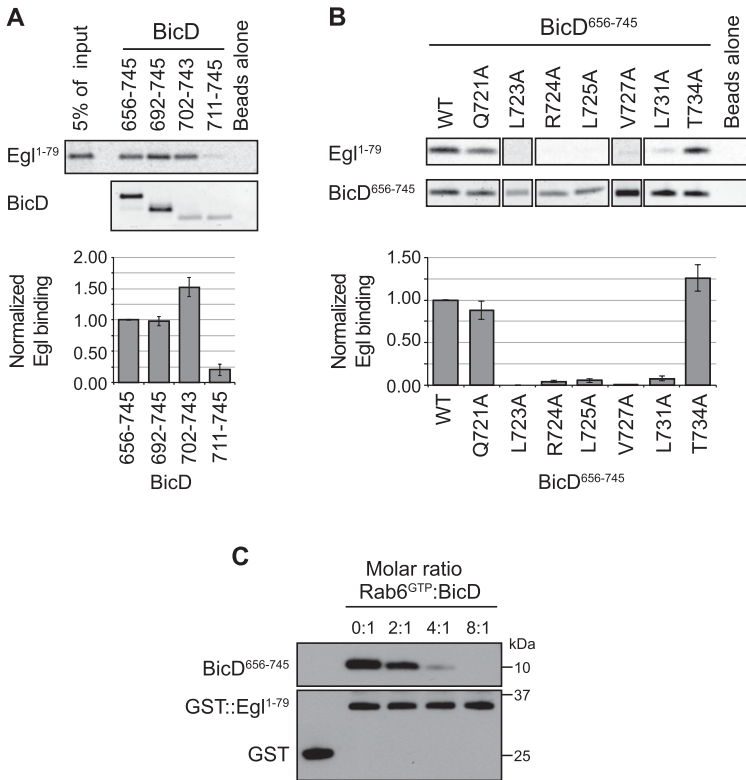 A
BicD
5% of input
656-745
692-745
702-743
711-745
Beads alone
Egl1-79
BicD
Normalized
Egl binding
2.00
1.00
0.50
0.00
656-745
692-745
702-743
711-745
BicD
B
BicD656-745
WT
Q721A
L723A
R724A
L725A
V727A
L731A
T734A
Beads alone
Egl1-79
BicD656-745
Normalized
Egl binding
1.50
1.00
0.50
0.00
WT
Q721A
L723A
R724A
L725A
V727A
L731A
T734A
BicD656-745
C
Molar ratio
Rab6GTP:BicD
0:1 2:1 4:1 8:1
kDa
BicD656-745
10
GST::Egl1-79
37
GST
25